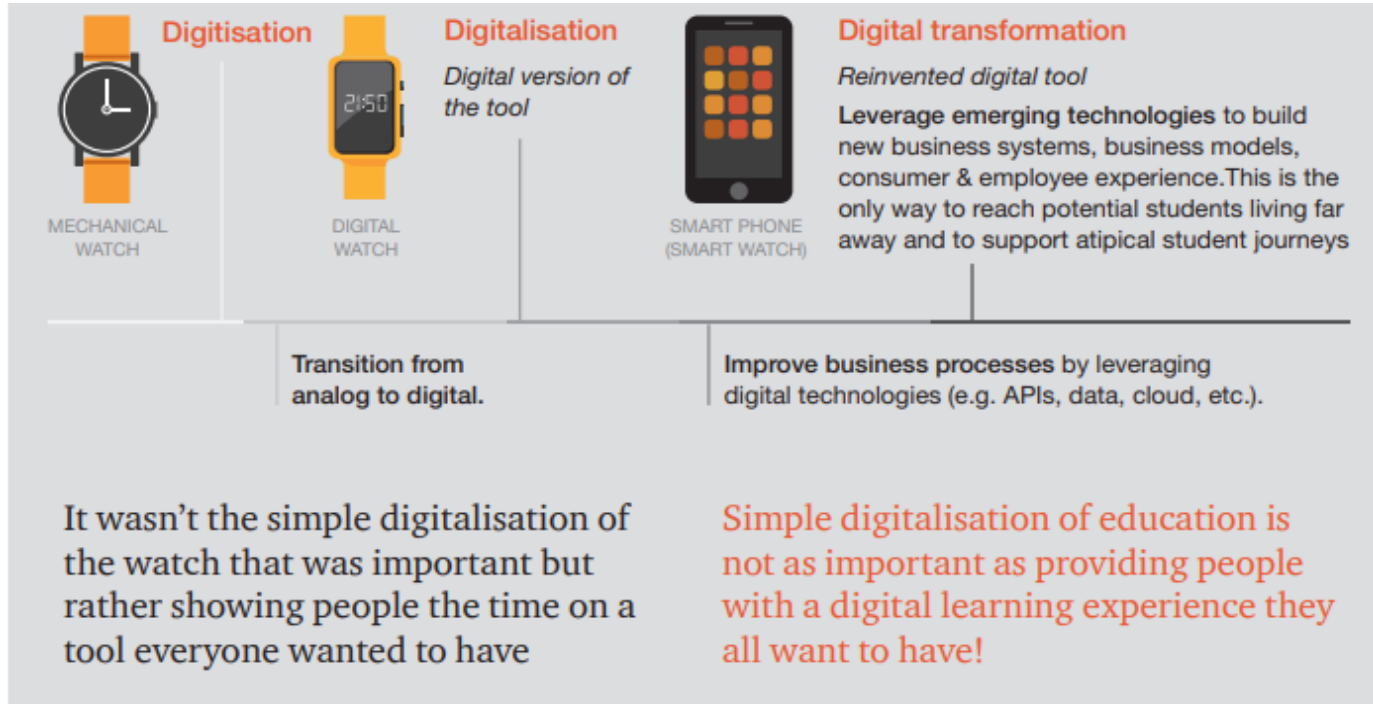 Digitisation
MECHANICAL
WATCH
21:50
DIGITAL
WATCH
Digitalisation
Digital version of
the tool
SMART PHONE
(SMART WATCH)
Digital transformation
Reinvented digital tool
Leverage emerging technologies to build
new business systems, business models,
consumer & employee experience.This is the
only way to reach potential students living far
away and to support atipical student journeys
Transition from
analog to digital.
Improve business processes by leveraging
digital technologies (e.g. APIs, data, cloud, etc.).
It wasn’t the simple digitalisation of
the watch that was important but
rather showing people the time on a
tool everyone wanted to have
Simple digitalisation of education is
not as important as providing people
with a digital learning experience they
all want to have!